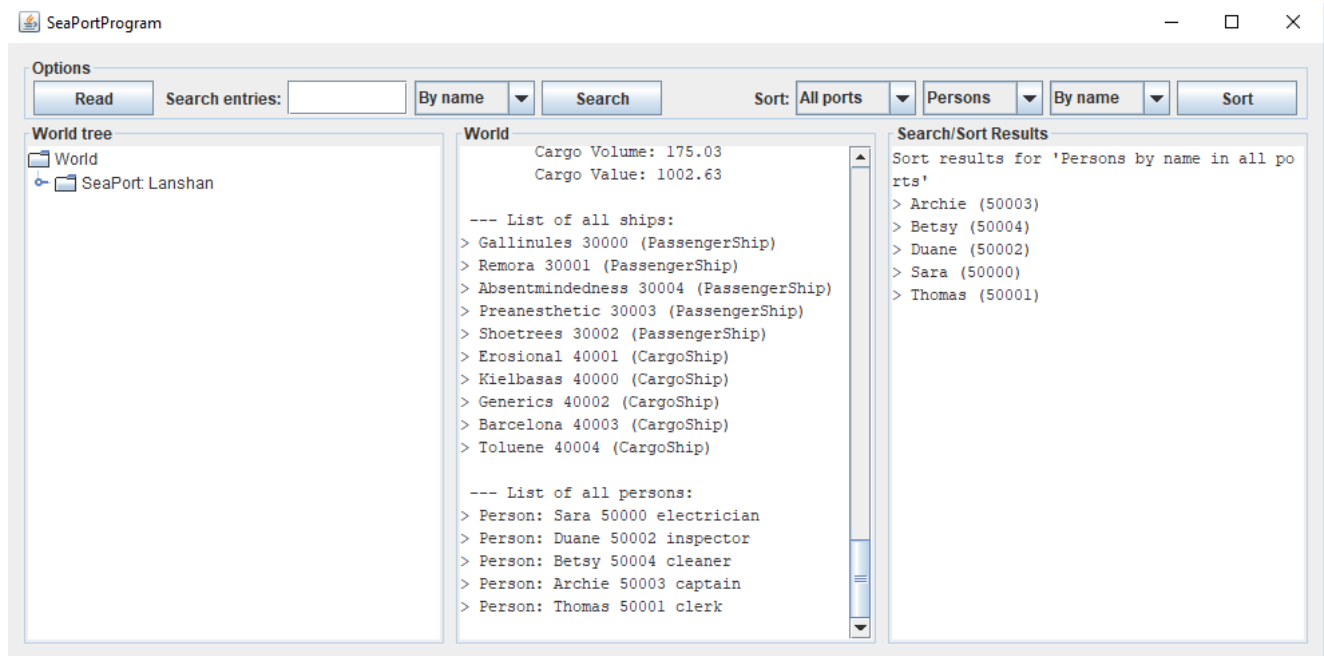 SeaPortProgram
Options
Read Search entries: By name Search Sort: All ports Persons By name Sort
World tree
World
SeaPort: Lanshan
World
Cargo Volume: 175.03
Cargo Value: 1002.63
--- List of all ships:
> Gallinules 30000 (PassengerShip)
> Remora 30001 (PassengerShip)
> Absentmindedness 30004 (PassengerShip)
> Preanesthetic 30003 (PassengerShip)
> Shoetrees 30002 (PassengerShip)
> Erosional 40001 (CargoShip)
> Kielbasas 40000 (CargoShip)
> Generics 40002 (CargoShip)
> Barcelona 40003 (CargoShip)
> Toluene 40004 (CargoShip)
--- List of all persons:
> Person: Sara 50000 electrician
> Person: Duane 50002 inspector
> Person: Betsy 50004 cleaner
> Person: Archie 50003 captain
> Person: Thomas 50001 clerk
Search/Sort Results
Sort results for 'Persons by name in all po
rts'
> Archie (50003)
> Betsy (50004)
> Duane (50002)
> Sara (50000)
> Thomas (50001)